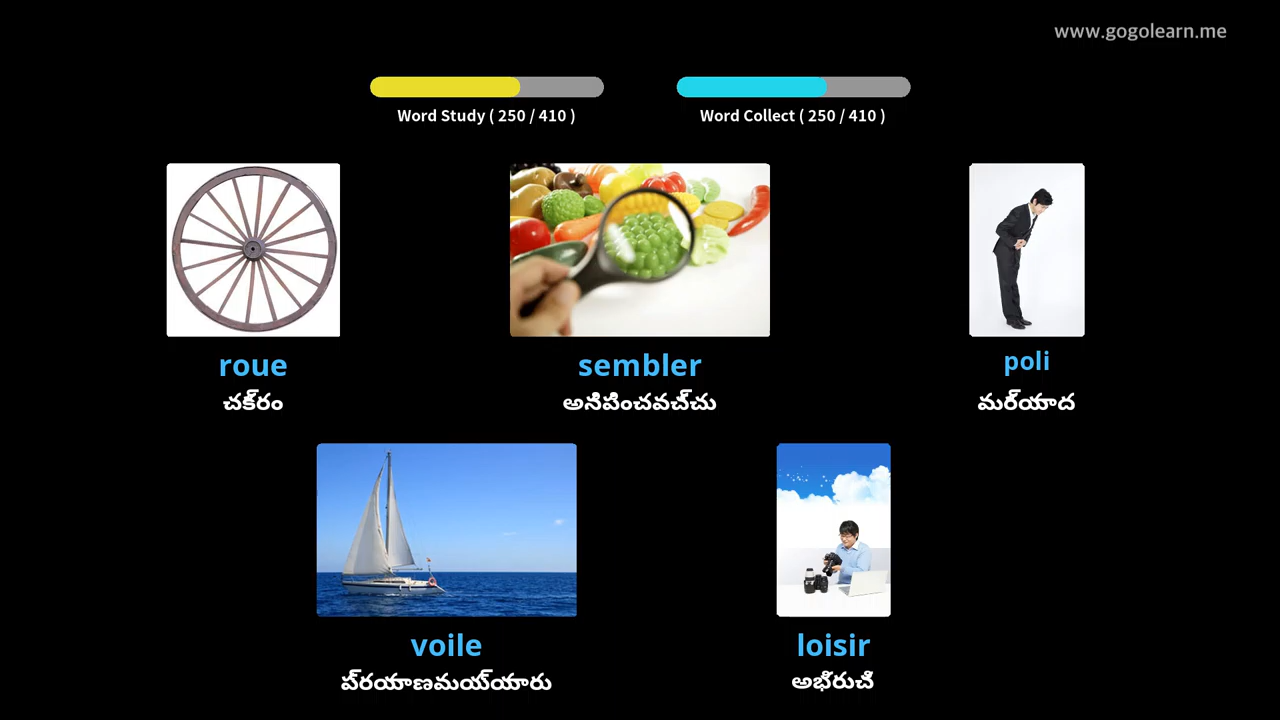 www.gogolearn.me
Word Study ( 250 / 410 )
Word Collect ( 250 / 410 )
roue
చక్రం
sembler
అనిపించవచ్చు
poli
మర్యాద
voile
ప్రయాణమయ్యారు
loisir
అభిరుచి